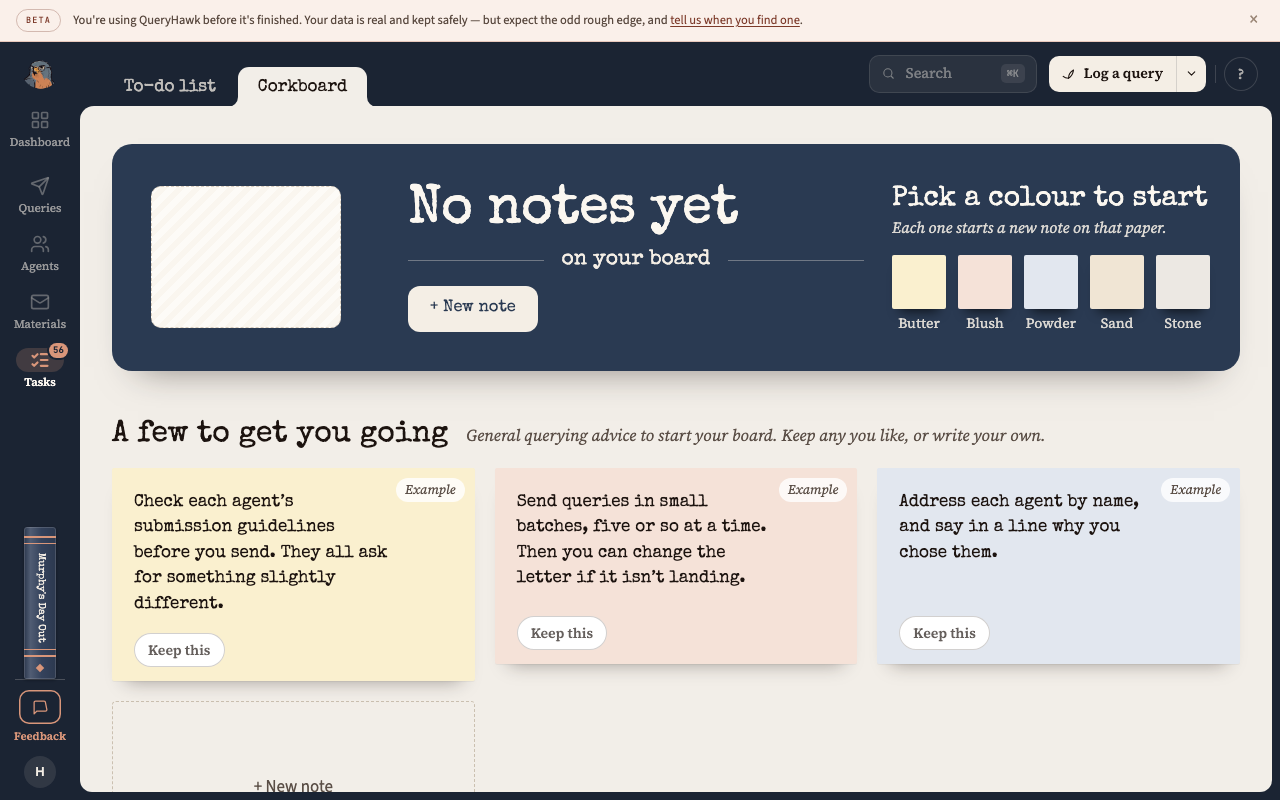 BETA
You're using QueryHawk before it's finished. Your data is real and kept safely — but expect the odd rough edge, and tell us when you find one.
×
To-do list
Corkboard
Search
⌘K
Log a query
?
Dashboard
Queries
Agents
Materials
56
Tasks
Murphy's Day Out
Feedback
H
No notes yet
on your board
+ New note
Pick a colour to start
Each one starts a new note on that paper.
Butter
Blush
Powder
Sand
Stone
A few to get you going
General querying advice to start your board. Keep any you like, or write your own.
Example
Check each agent’s
submission guidelines
before you send. They all ask
for something slightly
different.
Keep this
Example
Send queries in small
batches, five or so at a time.
Then you can change the
letter if it isn’t landing.
Keep this
Example
Address each agent by name,
and say in a line why you
chose them.
Keep this
+ New note